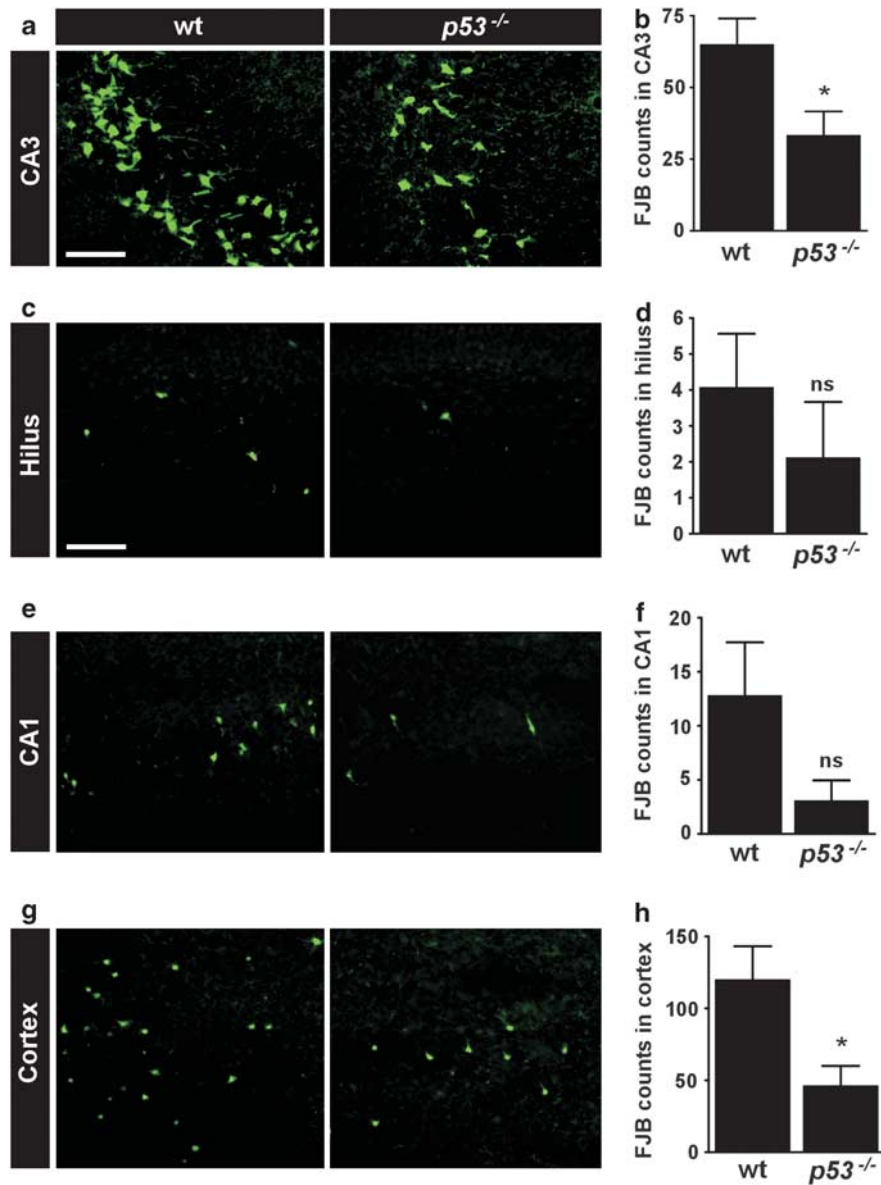 a
wt
p53-/-
CA3
b
FJB counts in CA3
75
50
25
0
*
wt
p53-/-
c
Hilus
d
FJB counts in hilus
6
5
4
3
2
1
0
ns
wt
p53-/-
e
CA1
f
FJB counts in CA1
20
15
10
5
0
ns
wt
p53-/-
g
Cortex
h
FJB counts in cortex
150
100
50
0
*
wt
p53-/-